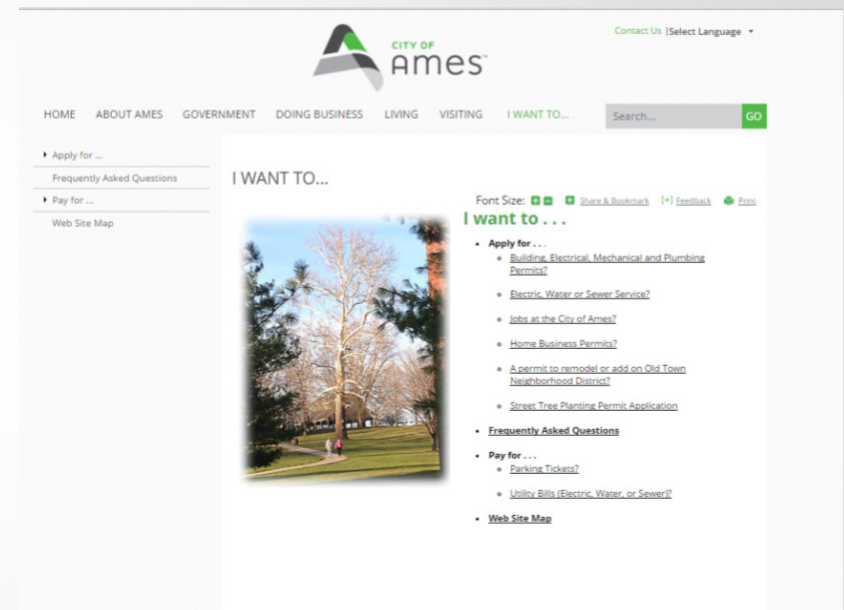 Contact Us |Select Language
CITY OF
Ames™
HOME ABOUT AMES GOVERNMENT DOING BUSINESS LIVING VISITING I WANT TO... Search... GO
Apply for ...
Frequently Asked Questions
Pay for ...
Web Site Map
I WANT TO...
Font Size: Share & Bookmark [+] Feedback Print
I want to . . .
Apply for . . .
Building, Electrical, Mechanical and Plumbing
Permits?
Electric, Water or Sewer Service?
Jobs at the City of Ames?
Home Business Permits?
A permit to remodel or add on Old Town
Neighborhood District?
Street Tree Planting Permit Application
Frequently Asked Questions
Pay for . . .
Parking Tickets?
Utility Bills (Electric, Water, or Sewer)?
Web Site Map